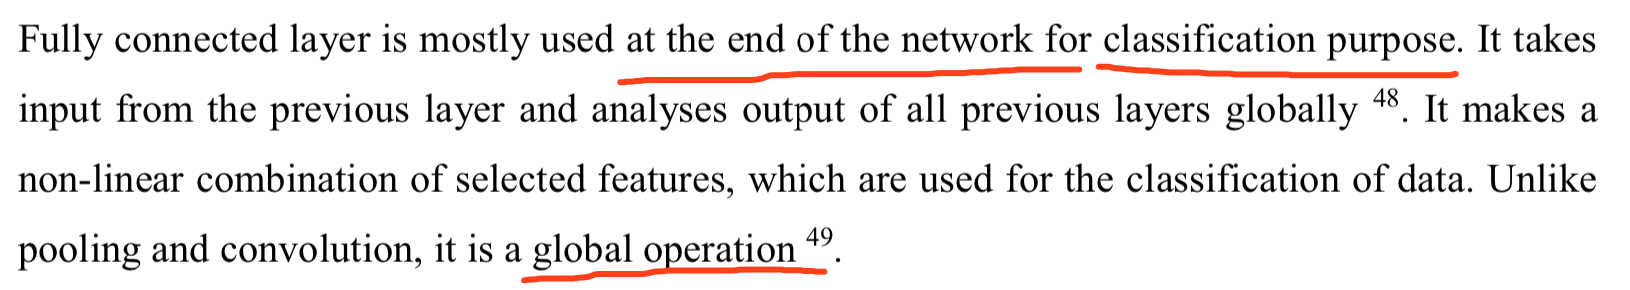 Fully connected layer is mostly used at the end of the network for classification purpose. It takes
input from the previous layer and analyses output of all previous layers globally 48. It makes a
non-linear combination of selected features, which are used for the classification of data. Unlike
pooling and convolution, it is a global operation 49.